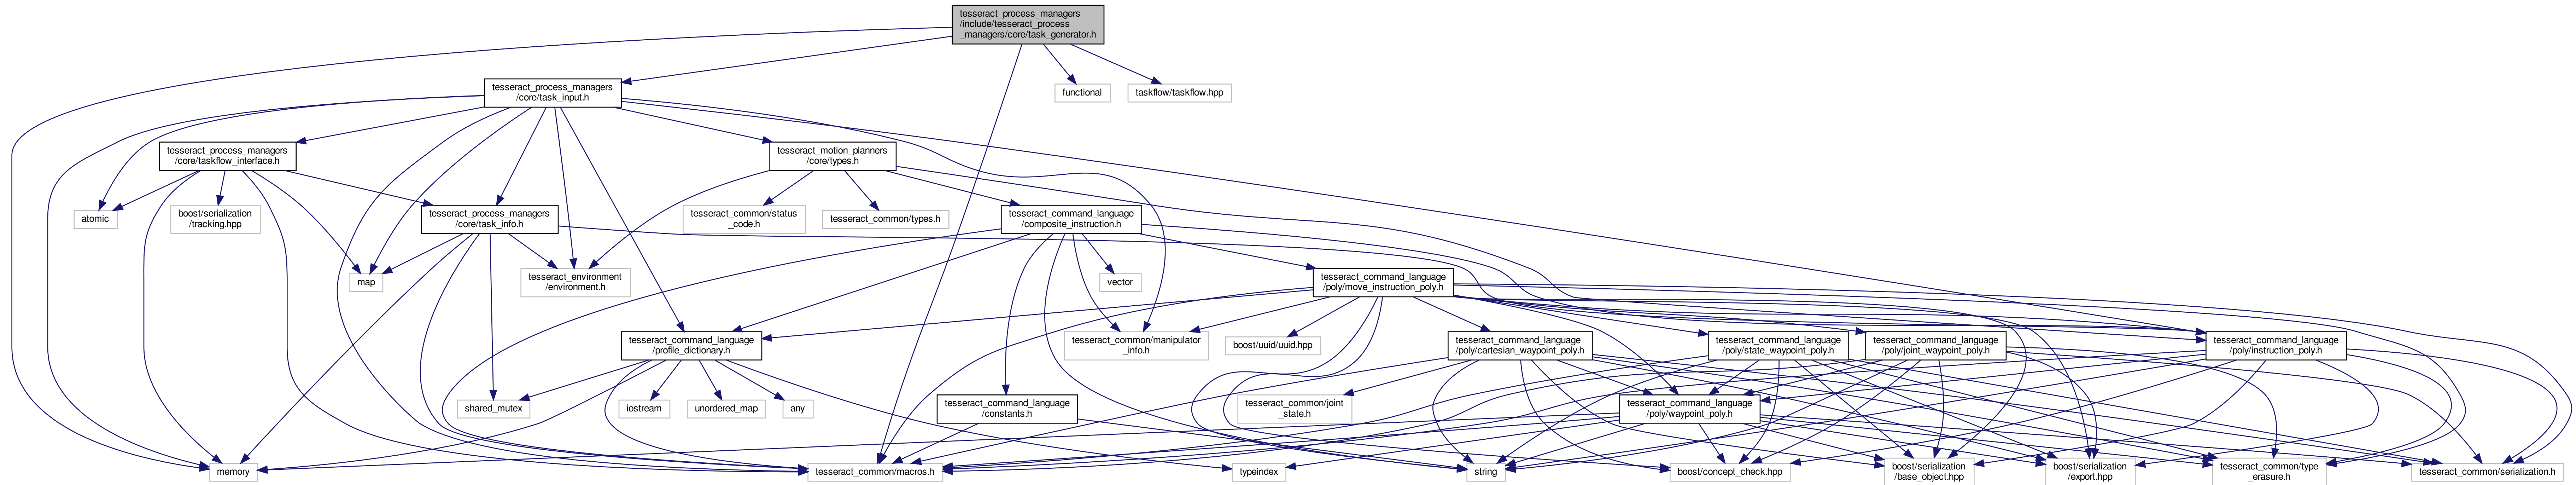 tesseract_process_managers
/include/tesseract_process
_managers/core/task_generator.h
tesseract_process_managers
/core/task_input.h
functional
taskflow/taskflow.hpp
tesseract_process_managers
/core/taskflow_interface.h
tesseract_motion_planners
/core/types.h
atomic
boost/serialization
/tracking.hpp
tesseract_process_managers
/core/task_info.h
tesseract_common/status
_code.h
tesseract_common/types.h
tesseract_command_language
/composite_instruction.h
map
tesseract_environment
/environment.h
vector
tesseract_command_language
/poly/move_instruction_poly.h
tesseract_command_language
/profile_dictionary.h
tesseract_common/manipulator
_info.h
boost/uuid/uuid.hpp
tesseract_command_language
/poly/cartesian_waypoint_poly.h
tesseract_command_language
/poly/state_waypoint_poly.h
tesseract_command_language
/poly/joint_waypoint_poly.h
tesseract_command_language
/poly/instruction_poly.h
shared_mutex
iostream
unordered_map
any
tesseract_command_language
/constants.h
tesseract_common/joint
_state.h
tesseract_command_language
/poly/waypoint_poly.h
memory
tesseract_common/macros.h
typeindex
string
boost/concept_check.hpp
boost/serialization
/base_object.hpp
boost/serialization
/export.hpp
tesseract_common/type
_erasure.h
tesseract_common/serialization.h